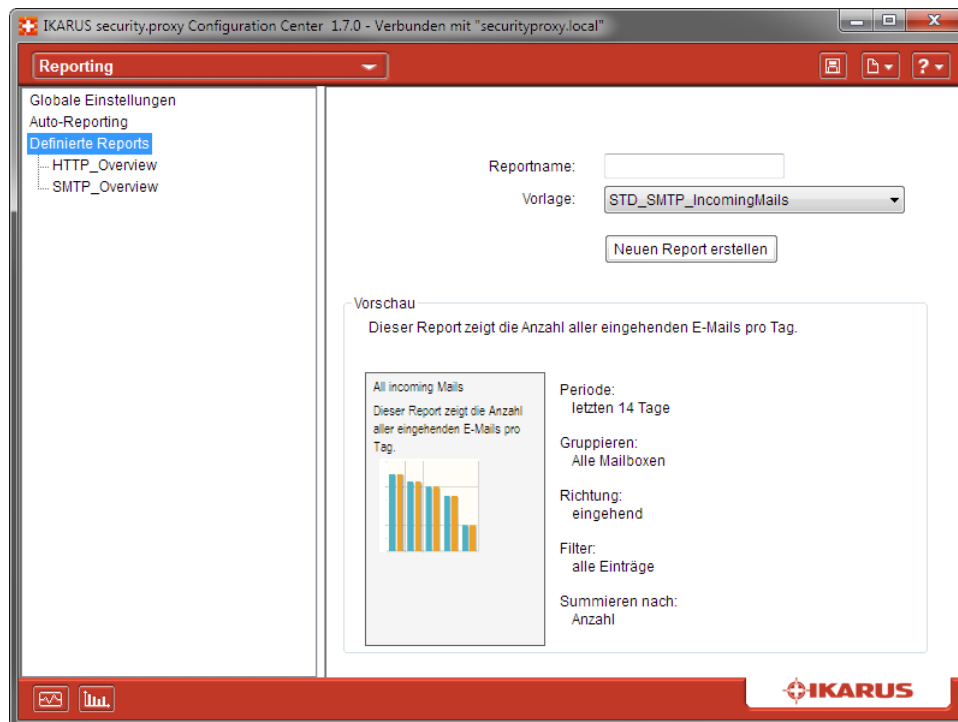 IKARUS security.proxy Configuration Center 1.7.0 - Verbunden mit "securityproxy.local"
Reporting
?
Globale Einstellungen
Auto-Reporting
Definierte Reports
HTTP_Overview
SMTP_Overview
Reportname:
Vorlage: STD_SMTP_IncomingMails
Neuen Report erstellen
Vorschau
Dieser Report zeigt die Anzahl aller eingehenden E-Mails pro Tag.
All incoming Mails
Dieser Report zeigt die Anzahl
aller eingehenden E-Mails pro
Tag.
Periode:
letzten 14 Tage
Gruppieren:
Alle Mailboxen
Richtung:
eingehend
Filter:
alle Einträge
Summieren nach:
Anzahl
IKARUS